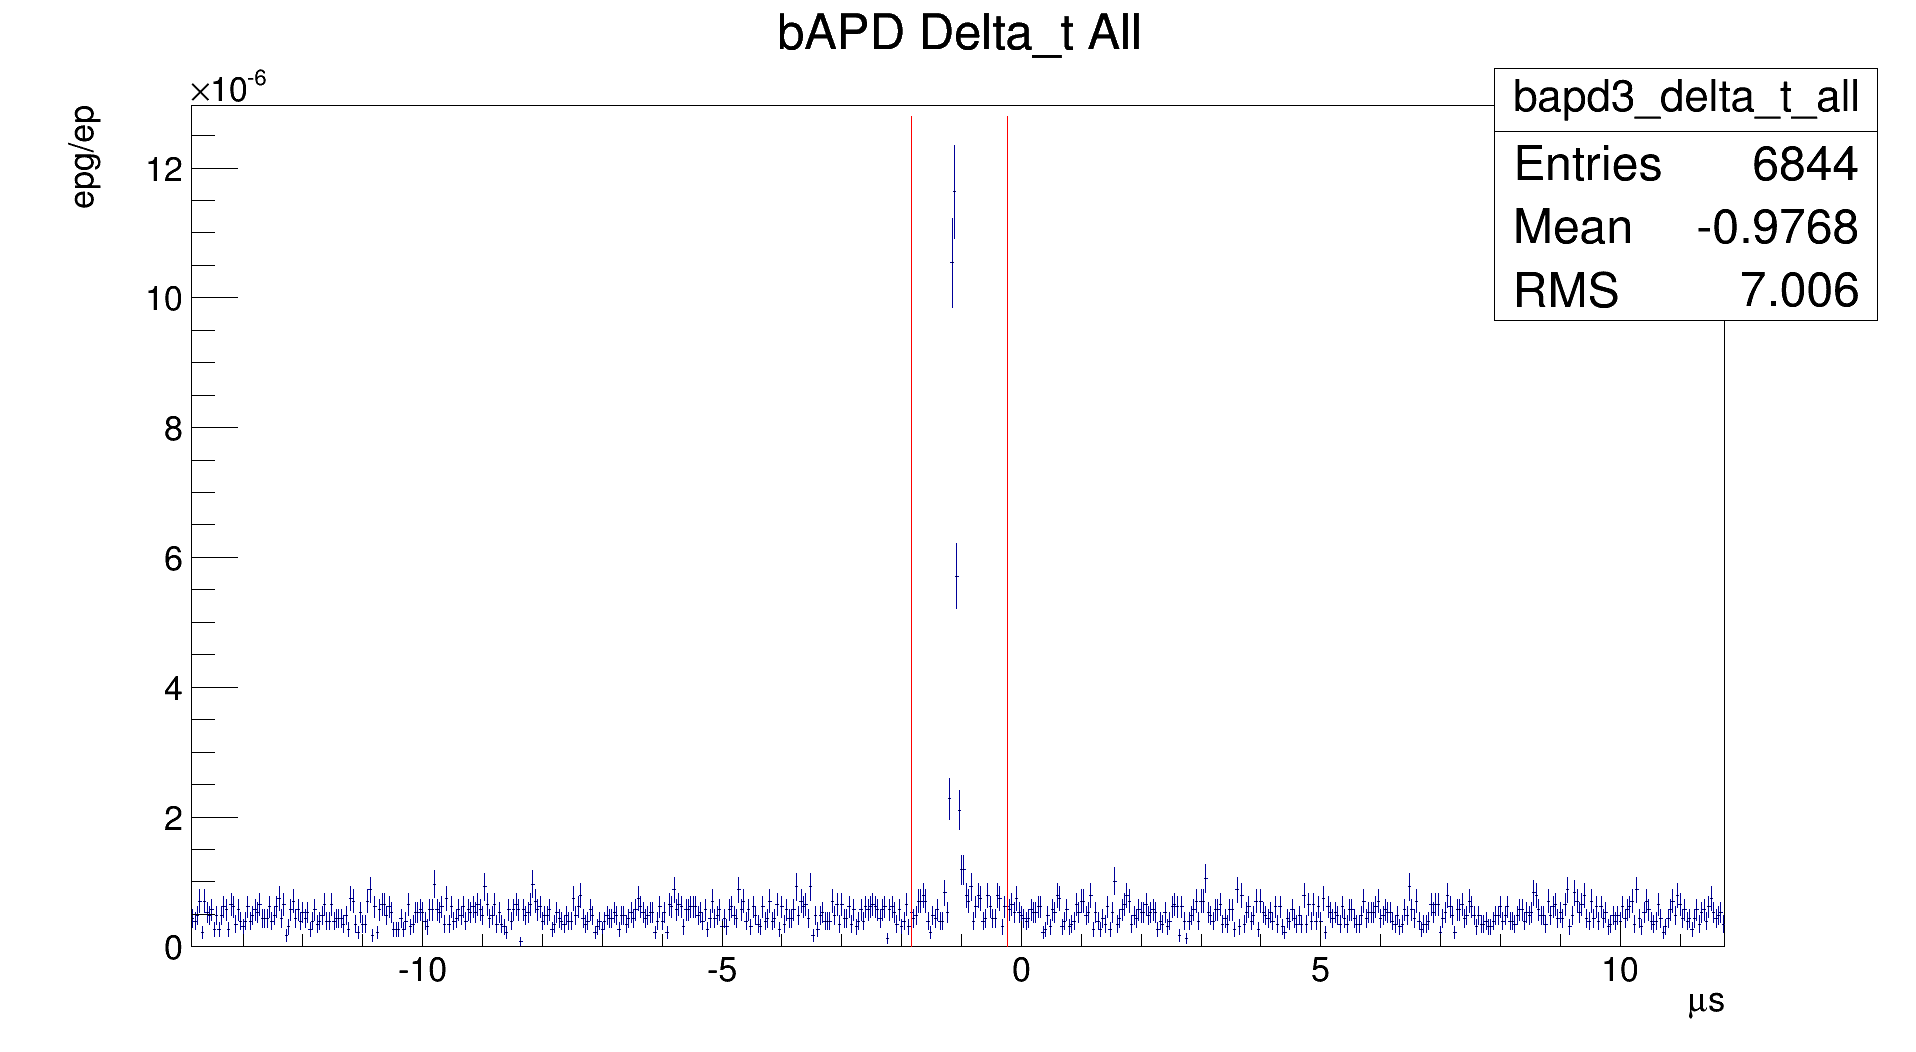 bAPD Delta_t All
×10-6
epg/ep
bapd3_delta_t_all
Entries 6844
Mean -0.9768
RMS 7.006
12
10
8
6
4
2
0
-10 -5 0 5 10
μs